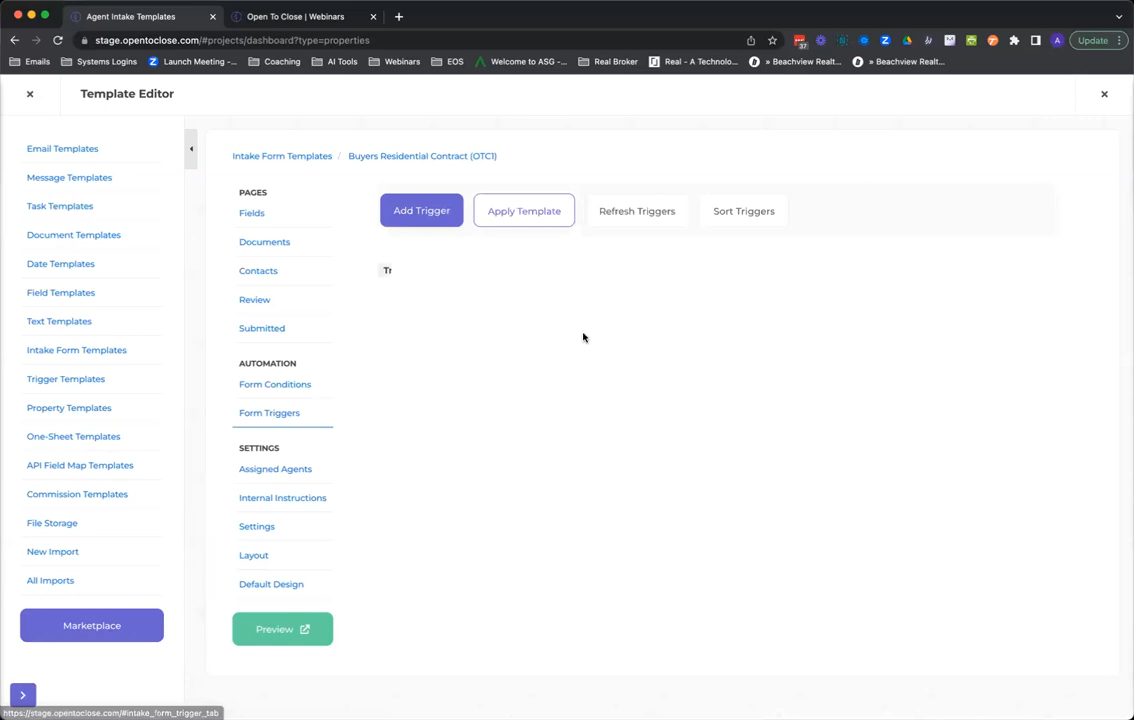 Agent Intake Templates
Open To Close | Webinars
stage.opentoclose.com/#projects/dashboard?type=properties
37
A
Update
Emails
Systems Logins
Launch Meeting -...
Coaching
AI Tools
Webinars
EOS
Welcome to ASG -...
Real Broker
Real - A Technolo...
» Beachview Realt...
» Beachview Realt...
Template Editor
Email Templates
Message Templates
Task Templates
Document Templates
Date Templates
Field Templates
Text Templates
Intake Form Templates
Trigger Templates
Property Templates
One-Sheet Templates
API Field Map Templates
Commission Templates
File Storage
New Import
All Imports
Marketplace
Intake Form Templates / Buyers Residential Contract (OTC1)
PAGES
Fields
Documents
Contacts
Review
Submitted
AUTOMATION
Form Conditions
Form Triggers
SETTINGS
Assigned Agents
Internal Instructions
Settings
Layout
Default Design
Preview
Add Trigger
Apply Template
Refresh Triggers
Sort Triggers
Tr
https://stage.opentoclose.com/#intake_form_trigger_tab